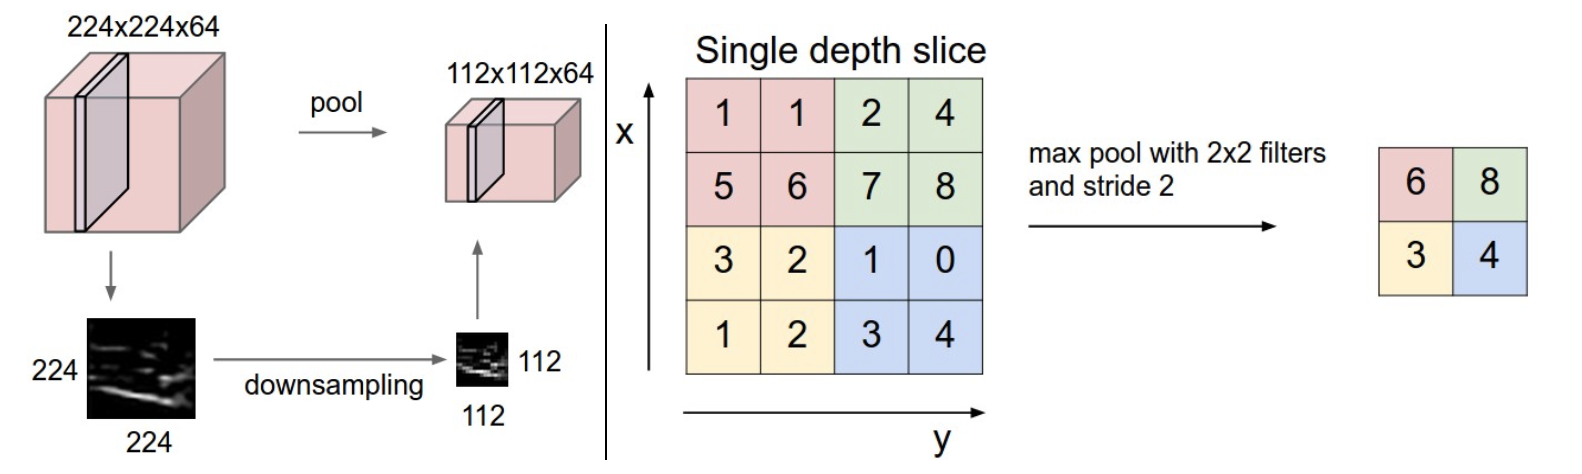 224x224x64
pool
112x112x64
224
downsampling
112
112
224
Single depth slice
x
1 1 2 4
5 6 7 8
3 2 1 0
1 2 3 4
y
max pool with 2x2 filters
and stride 2
6 8
3 4